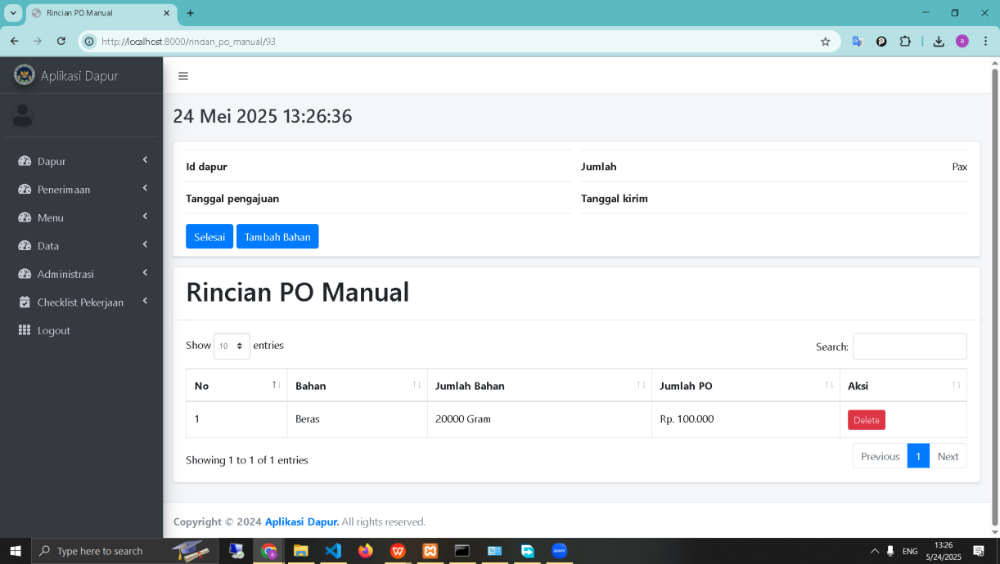 Rincian PO Manual
http://localhost:8000/rincian_po_manual/93
a
Aplikasi Dapur
24 Mei 2025 13:26:36
Id dapur
Jumlah Pax
Tanggal pengajuan
Tanggal kirim
Selesai Tambah Bahan
Dapur
Penerimaan
Menu
Data
Administrasi
Checklist Pekerjaan
Logout
Rincian PO Manual
Show 10 entries
Search:
No Bahan Jumlah Bahan Jumlah PO Aksi
1 Beras 20000 Gram Rp. 100.000 Delete
Showing 1 to 1 of 1 entries
Previous 1 Next
Copyright © 2024 Aplikasi Dapur. All rights reserved.
Type here to search
ENG
13:26
5/24/2025